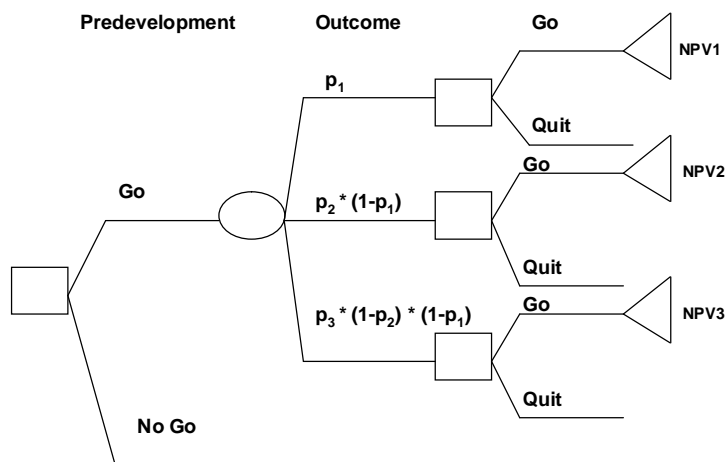 Predevelopment
Outcome
Go
NPV1
p₁
Quit
Go
NPV2
Go
p₂ * (1-p₁)
Quit
p₃ * (1-p₂) * (1-p₁)
Go
NPV3
Quit
No Go